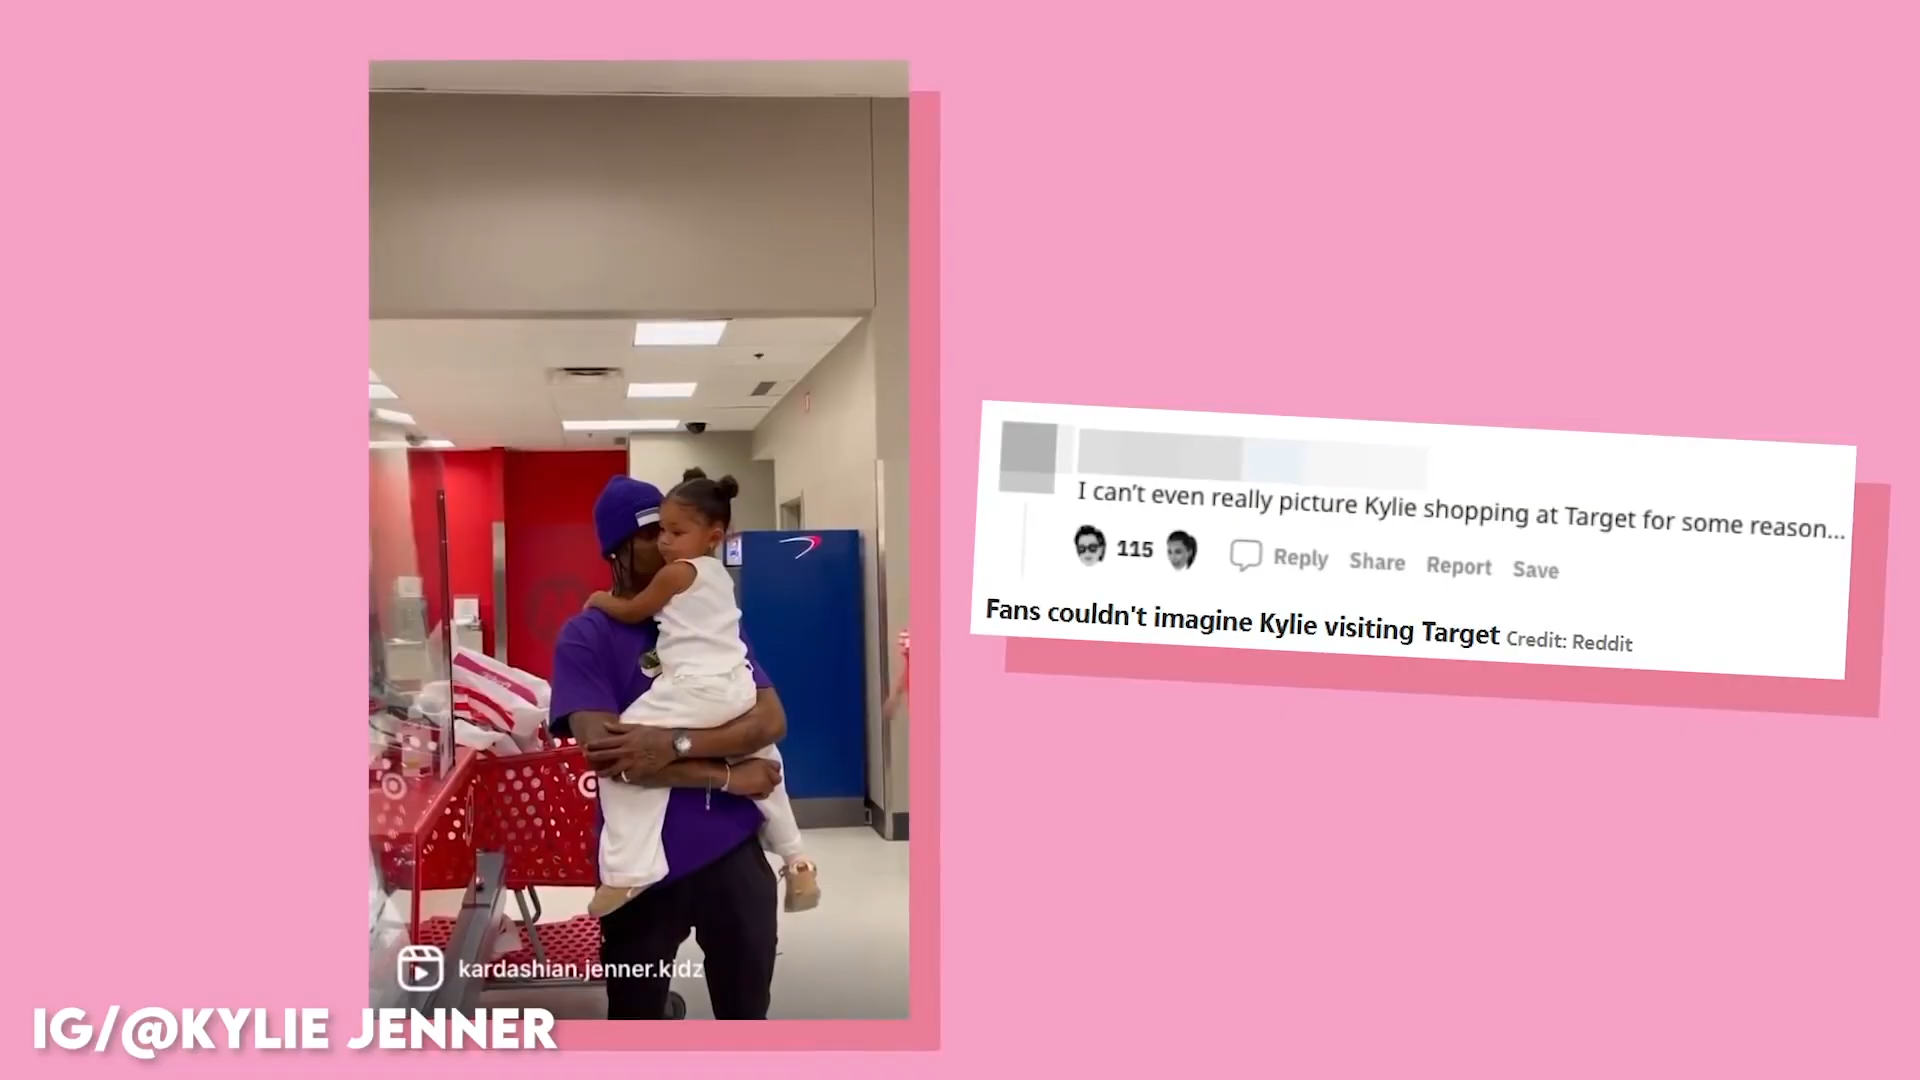 I can't even really picture Kylie shopping at Target for some reason...
115 Reply Share Report Save
Fans couldn't imagine Kylie visiting Target Credit: Reddit
kardashian.jenner.kidz
IG/@KYLIE JENNER